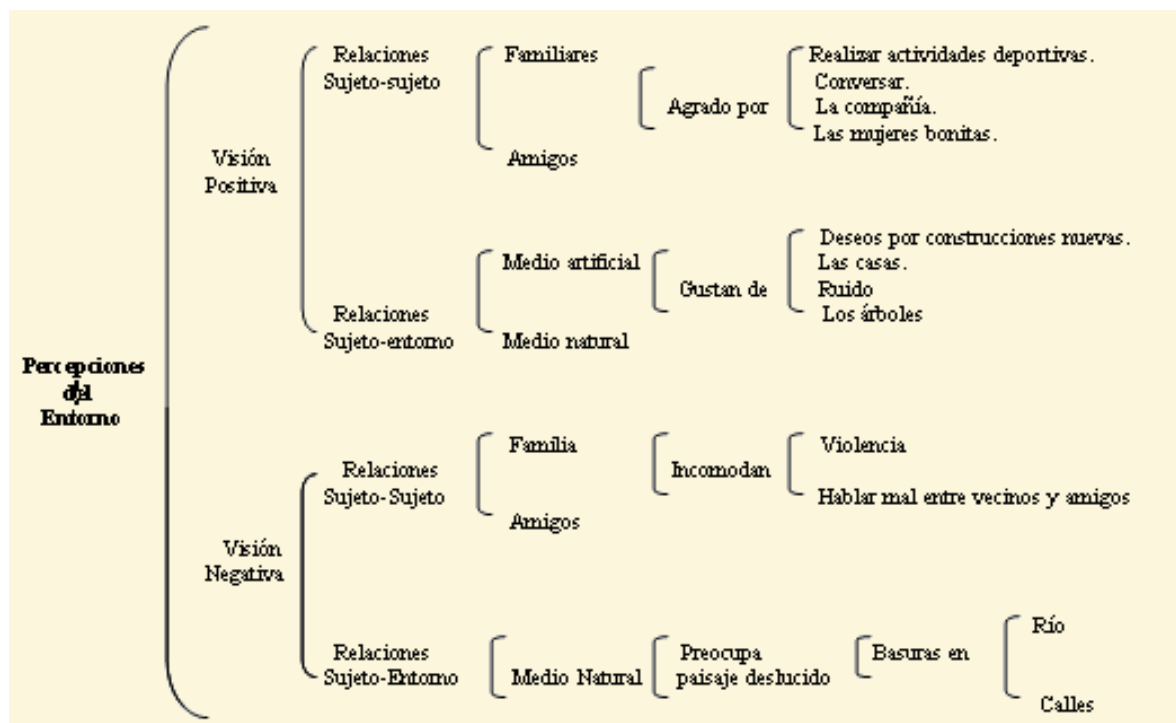 Percepciones
del
Entorno
Visión
Positiva
Relaciones
Sujeto-sujeto
Familiares
Amigos
Agrado por
Realizar actividades deportivas.
Conversar.
La compañía.
Las mujeres bonitas.
Relaciones
Sujeto-entorno
Medio artificial
Medio natural
Gustan de
Deseos por construcciones nuevas.
Las casas.
Ruido
Los árboles
Visión
Negativa
Relaciones
Sujeto-Sujeto
Familia
Amigos
Incomodan
Violencia
Hablar mal entre vecinos y amigos
Relaciones
Sujeto-Entorno
Medio Natural
Preocupa
paisaje deslucido
Basuras en
Río
Calles